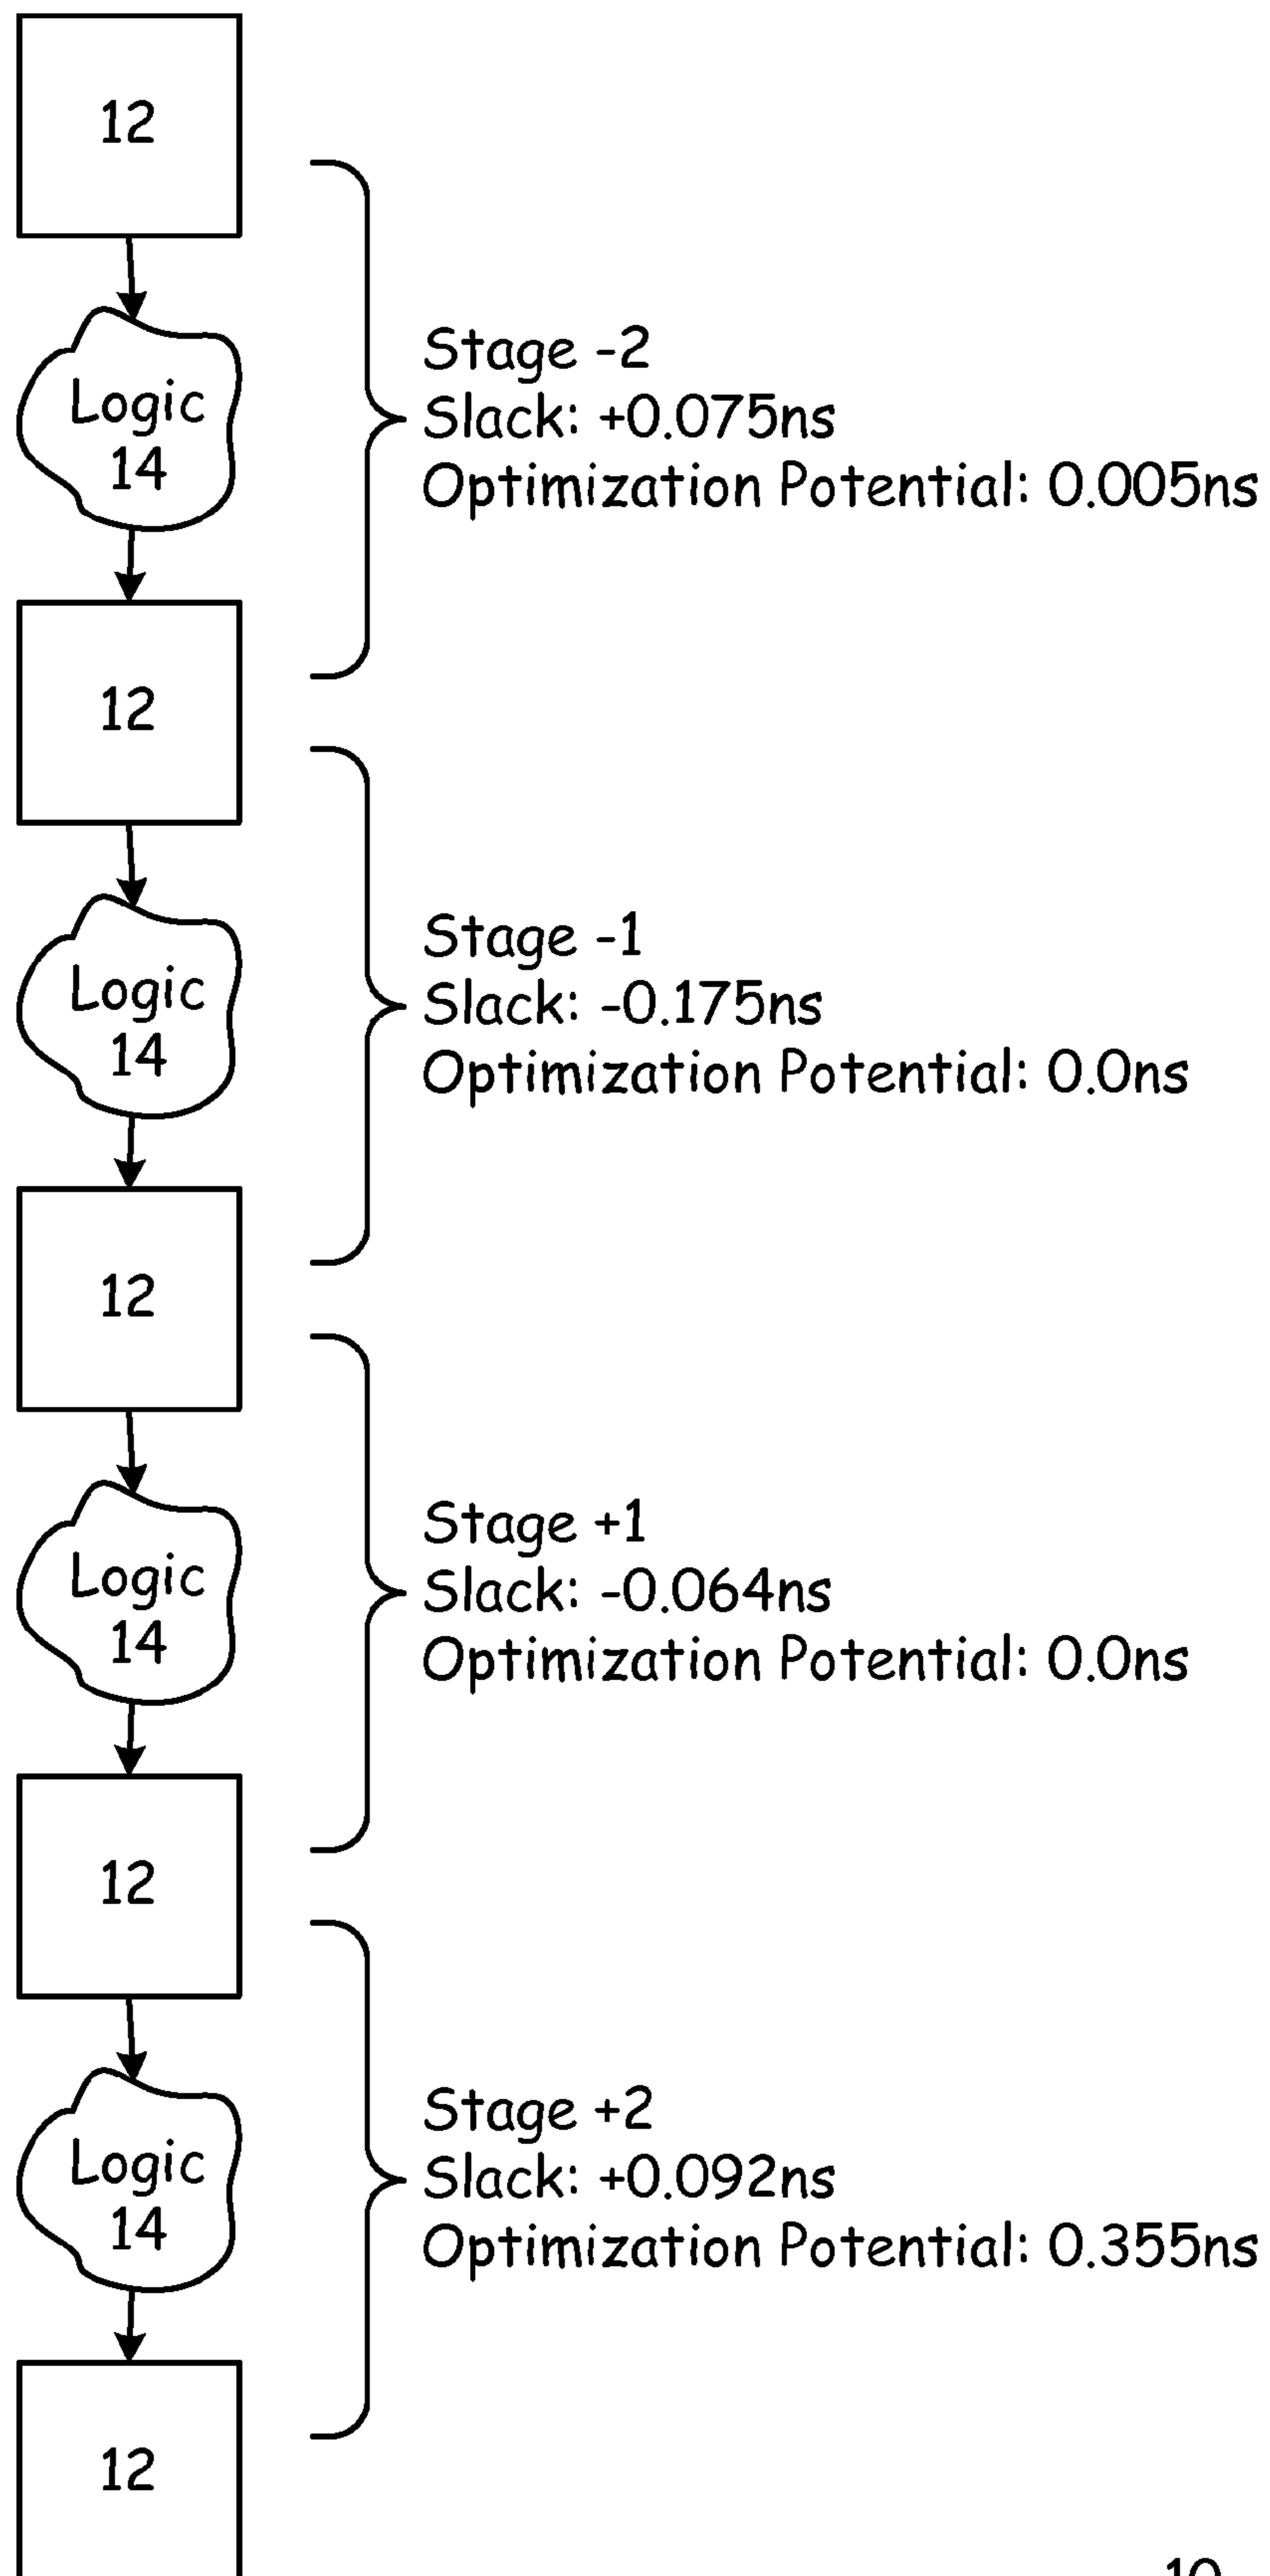 12
Logic
14
Stage -2
Slack: +0.075ns
Optimization Potential: 0.005ns
12
Logic
14
Stage -1
Slack: -0.175ns
Optimization Potential: 0.0ns
12
Logic
14
Stage +1
Slack: -0.064ns
Optimization Potential: 0.0ns
12
Logic
14
Stage +2
Slack: +0.092ns
Optimization Potential: 0.355ns
12
10